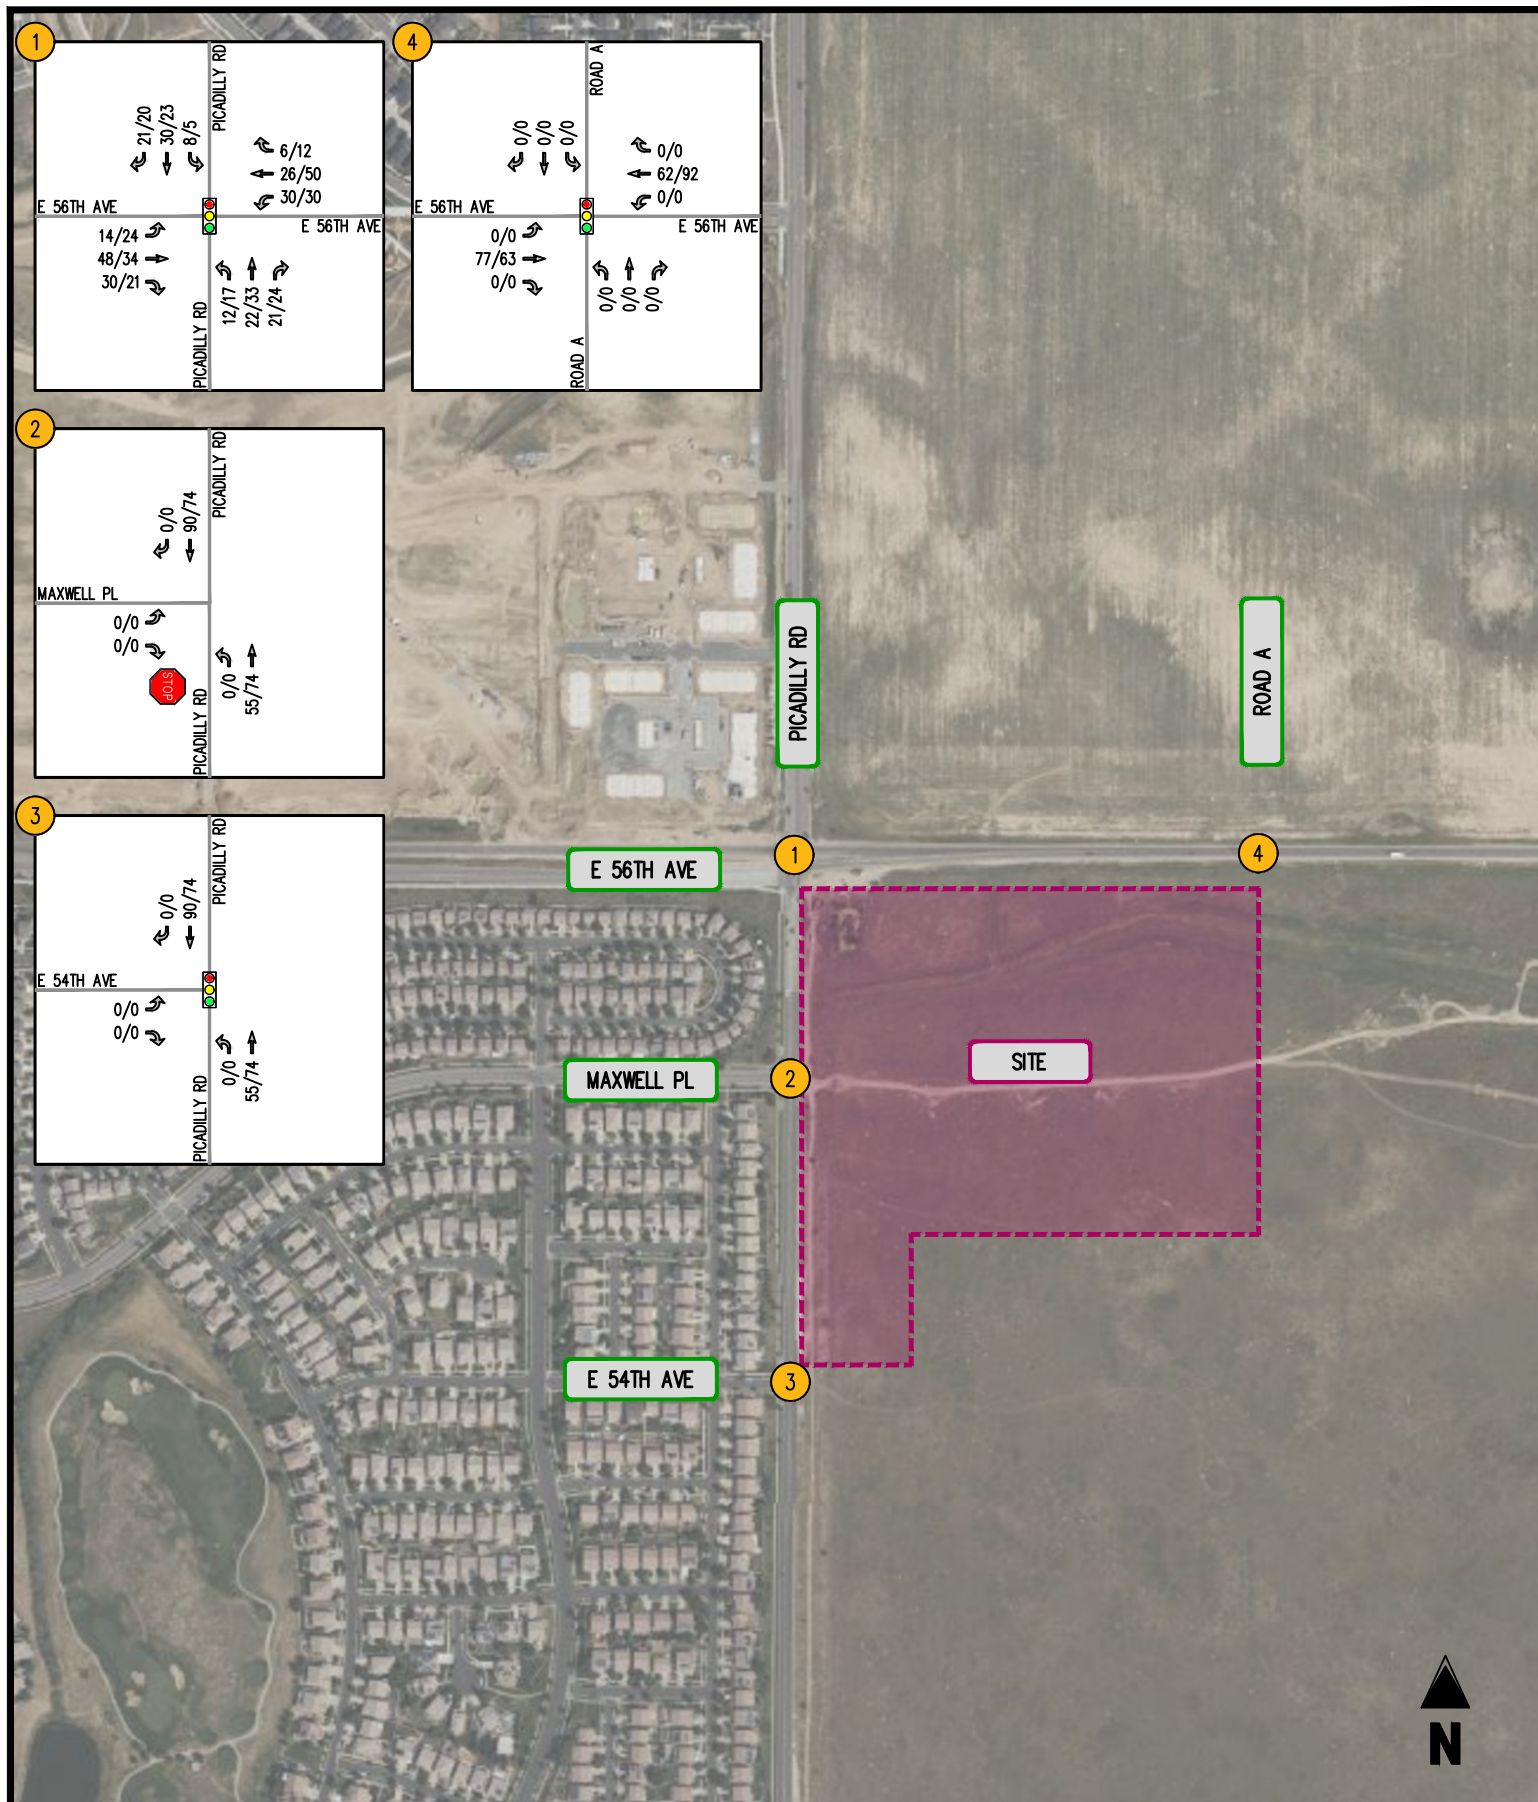 1
PICADILLY RD
21/20
30/23
8/5
6/12
26/50
30/30
E 56TH AVE
E 56TH AVE
14/24
48/34
30/21
12/17
22/33
21/24
PICADILLY RD
4
ROAD A
0/0
0/0
0/0
0/0
62/92
0/0
E 56TH AVE
E 56TH AVE
0/0
77/63
0/0
0/0
0/0
0/0
ROAD A
2
PICADILLY RD
0/0
90/74
MAXWELL PL
0/0
0/0
STOP
0/0
55/74
PICADILLY RD
3
PICADILLY RD
0/0
90/74
E 54TH AVE
0/0
0/0
0/0
55/74
PICADILLY RD
PICADILLY RD
ROAD A
E 56TH AVE
1
4
MAXWELL PL
2
SITE
E 54TH AVE
3
N